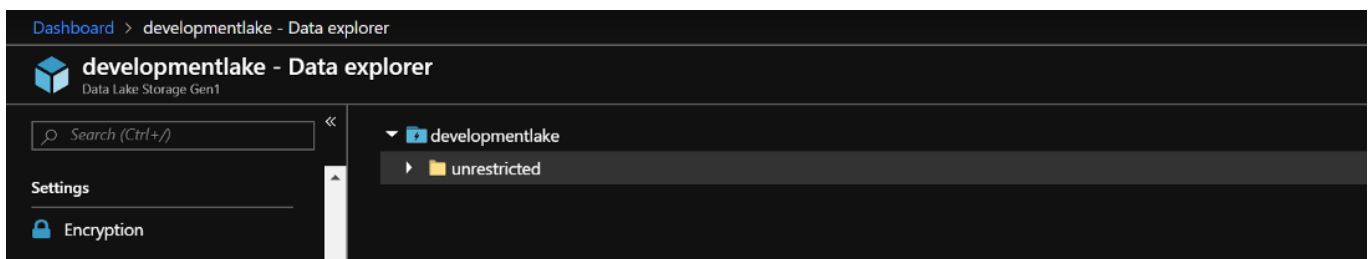 Dashboard > developmentlake - Data explorer
developmentlake - Data explorer
Data Lake Storage Gen1
Search (Ctrl+/)
«
Settings
Encryption
developmentlake
unrestricted